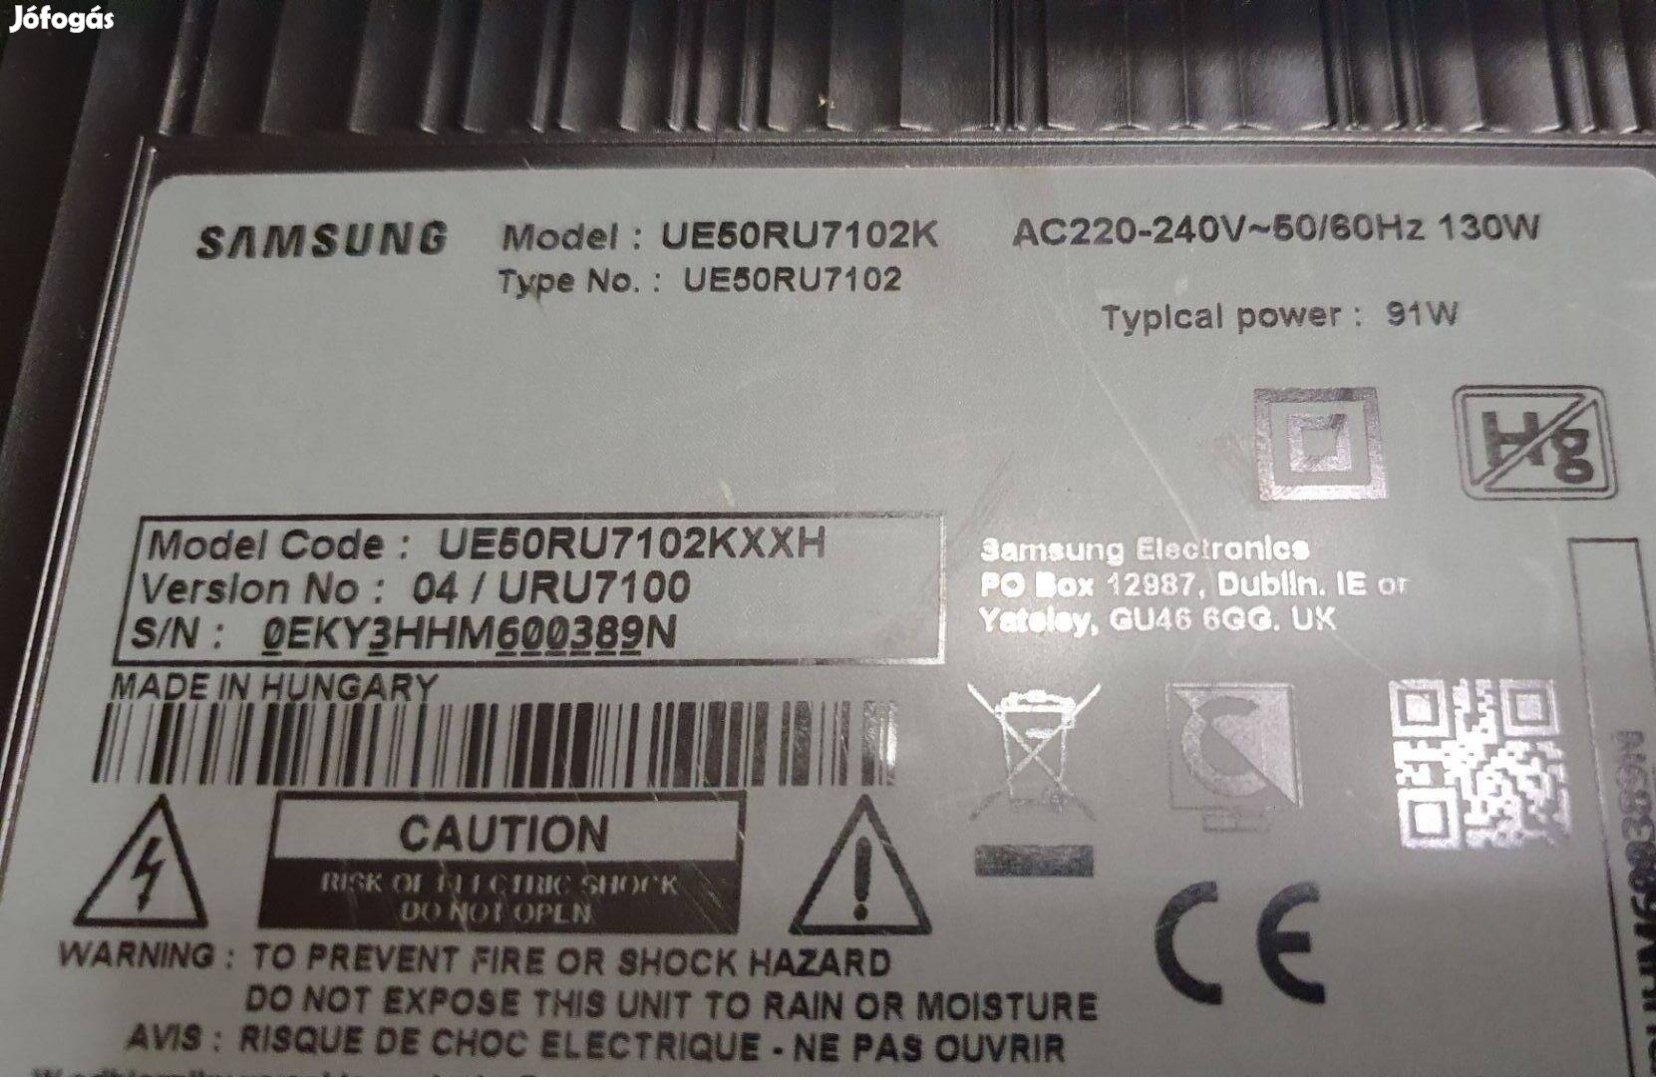 Jófogás
SAMSUNG
Model : UE50RU7102K
Type No. : UE50RU7102
AC220-240V~50/60Hz 130W
Typical power : 91W
Hg
Model Code : UE50RU7102KXXH
Version No : 04 / URU7100
S/N : 0EKY3HHM600389N
MADE IN HUNGARY
Samsung Electronics
PO Box 12987, Dublin. IE or
Yateley, GU46 6GG. UK
CAUTION
RISK OF ELECTRIC SHOCK
DO NOT OPEN
CE
WARNING : TO PREVENT FIRE OR SHOCK HAZARD
DO NOT EXPOSE THIS UNIT TO RAIN OR MOISTURE
AVIS : RISQUE DE CHOC ELECTRIQUE - NE PAS OUVRIR